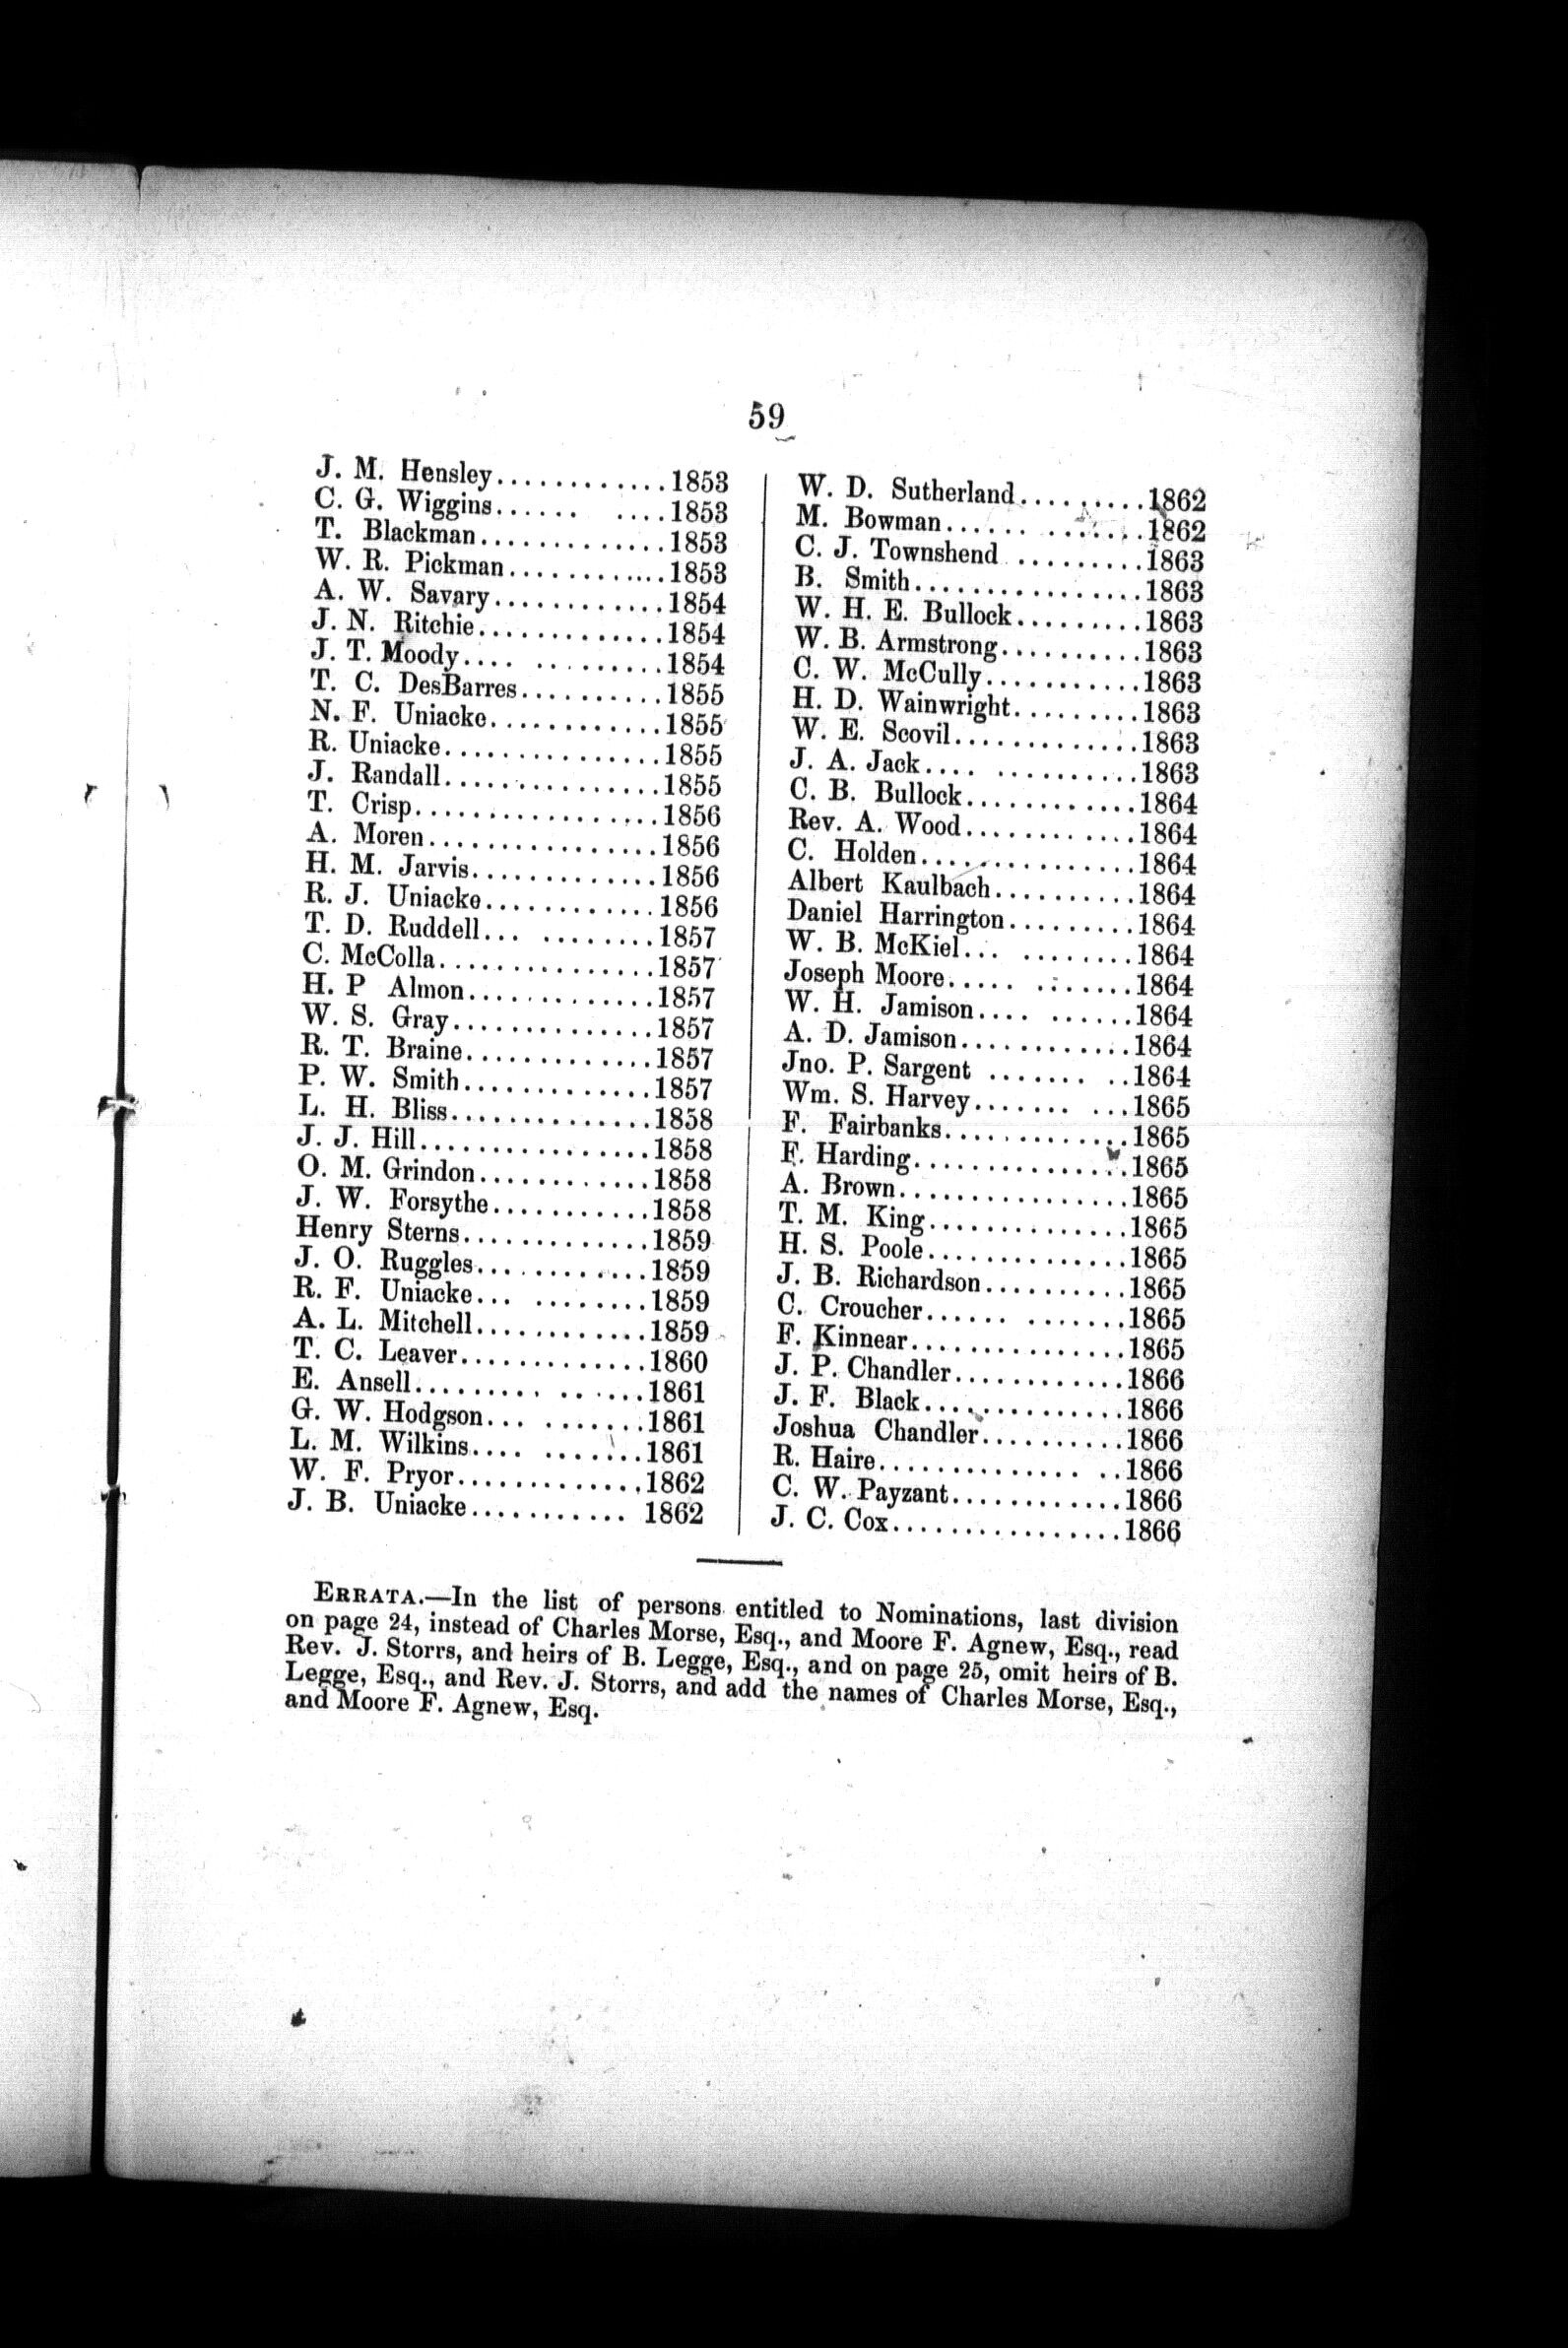 59
J. M. Hensley............1853
C. G. Wiggins...... ....1853
T. Blackman.............1853
W. R. Pickman...........1853
A. W. Savary............1854
J. N. Ritchie.............1854
J. T. Moody.... .........1854
T. C. DesBarres..........1855
N. F. Uniacke............1855
R. Uniacke...............1855
J. Randall...............1855
T. Crisp.................1856
A. Moren................1856
H. M. Jarvis.............1856
R. J. Uniacke............1856
T. D. Ruddell... ........1857
C. McColla...............1857
H. P Almon.............1857
W. S. Gray..............1857
R. T. Braine.............1857
P. W. Smith.............1857
L. H. Bliss..............1858
J. J. Hill................1858
O. M. Grindon............1858
J. W. Forsythe...........1858
Henry Sterns.............1859
J. O. Ruggles............1859
R. F. Uniacke... ........1859
A. L. Mitchell............1859
T. C. Leaver.............1860
E. Ansell......... ......1861
G. W. Hodgson... .......1861
L. M. Wilkins.... .......1861
W. F. Pryor.............1862
J. B. Uniacke........... 1862
W. D. Sutherland.........1862
M. Bowman...... .......1862
C. J. Townshend .........1863
B. Smith................1863
W. H. E. Bullock.........1863
W. B. Armstrong..........1863
C. W. McCully...........1863
H. D. Wainwright.........1863
W. E. Scovil.............1863
J. A. Jack.... ..........1863
C. B. Bullock............1864
Rev. A. Wood............1864
C. Holden...............1864
Albert Kaulbach..........1864
Daniel Harrington.........1864
W. B. McKiel... ........1864
Joseph Moore..... .......1864
W. H. Jamison.... ......1864
A. D. Jamison............1864
Jno. P. Sargent ....... ..1864
Wm. S. Harvey....... ...1865
F. Fairbanks.............1865
F. Harding...............1865
A. Brown................1865
T. M. King..............1865
H. S. Poole..............1865
J. B. Richardson..........1865
C. Croucher...... .......1865
F. Kinnear...............1865
J. P. Chandler............1866
J. F. Black..............1866
Joshua Chandler..........1866
R. Haire.............. ..1866
C. W. Payzant............1866
J. C. Cox................1866
ERRATA.—In the list of persons entitled to Nominations, last division
on page 24, instead of Charles Morse, Esq., and Moore F. Agnew, Esq., read
Rev. J. Storrs, and heirs of B. Legge, Esq., and on page 25, omit heirs of B.
Legge, Esq., and Rev. J. Storrs, and add the names of Charles Morse, Esq.,
and Moore F. Agnew, Esq.